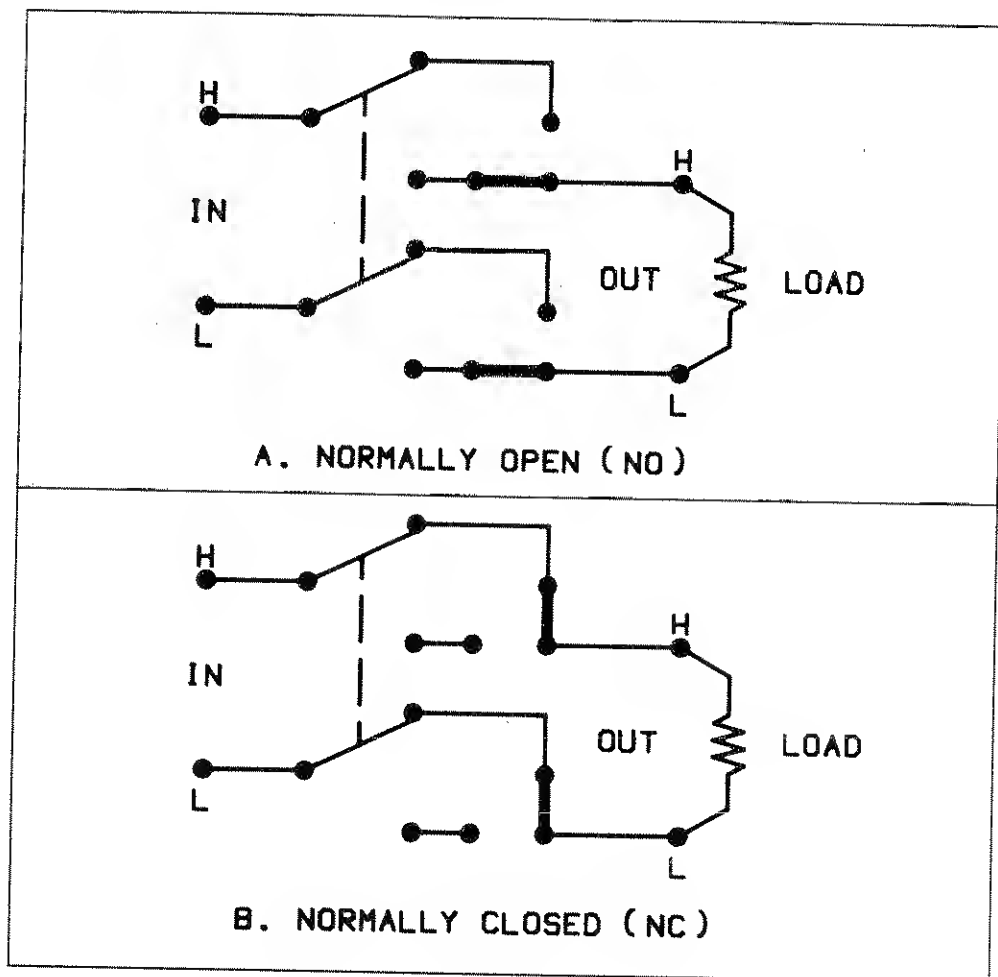 H
H
IN
OUT
LOAD
L
L
A. NORMALLY OPEN (NO)
H
H
IN
OUT
LOAD
L
L
B. NORMALLY CLOSED (NC)